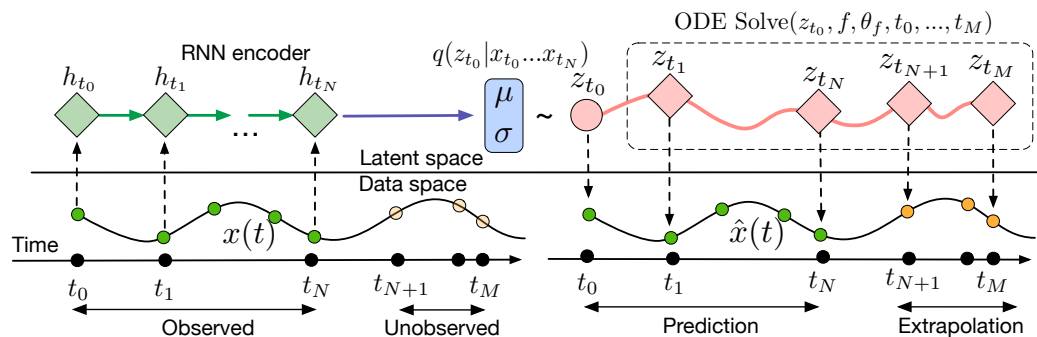 ODE Solve(z_{t_0}, f, θ_f, t_0, ..., t_M)
RNN encoder
q(z_{t_0}|x_{t_0}...x_{t_N})
h_{t_0} h_{t_1} h_{t_N}
z_{t_0} z_{t_1} z_{t_N} z_{t_{N+1}} z_{t_M}
μ
σ
~
...
Latent space
Data space
x(t) x̂(t)
Time
t_0 t_1 t_N t_{N+1} t_M t_0 t_1 t_N t_{N+1} t_M
Observed Unobserved Prediction Extrapolation